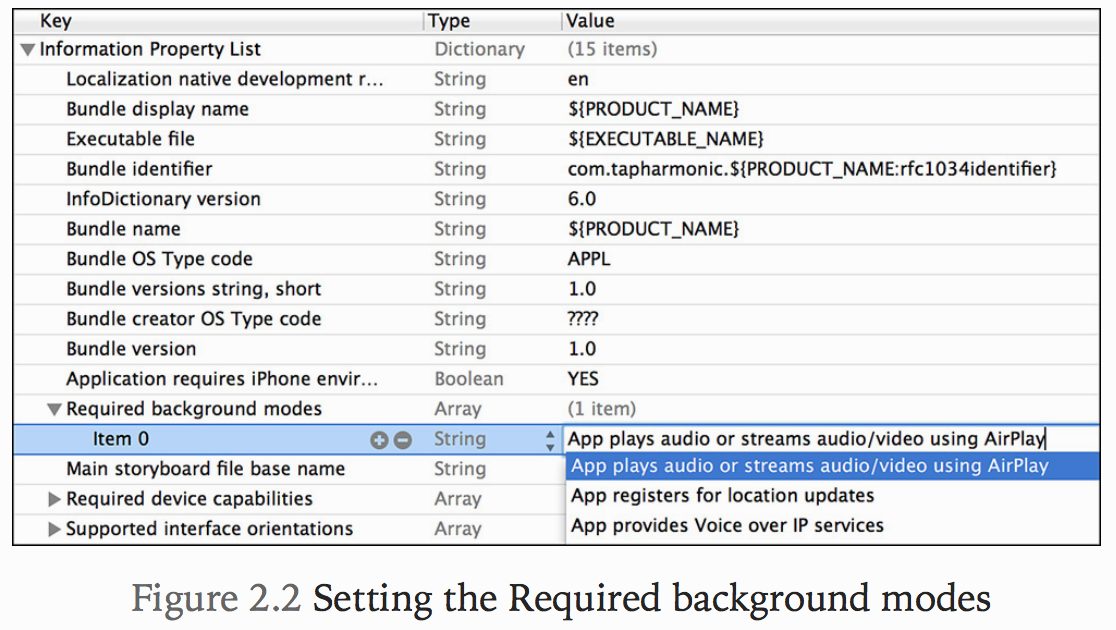 Key Type Value
Information Property List Dictionary (15 items)
Localization native development r... String en
Bundle display name String ${PRODUCT_NAME}
Executable file String ${EXECUTABLE_NAME}
Bundle identifier String com.tapharmonic.${PRODUCT_NAME:rfc1034identifier}
InfoDictionary version String 6.0
Bundle name String ${PRODUCT_NAME}
Bundle OS Type code String APPL
Bundle versions string, short String 1.0
Bundle creator OS Type code String ????
Bundle version String 1.0
Application requires iPhone envir... Boolean YES
Required background modes Array (1 item)
Item 0 String App plays audio or streams audio/video using AirPlay
Main storyboard file base name String App plays audio or streams audio/video using AirPlay
Required device capabilities Array App registers for location updates
Supported interface orientations Array App provides Voice over IP services
Figure 2.2 Setting the Required background modes